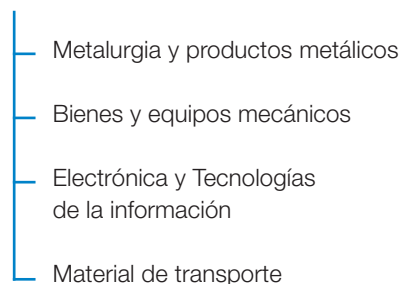 Metalurgia y productos metálicos
Bienes y equipos mecánicos
Electrónica y Tecnologías
de la información
Material de transporte